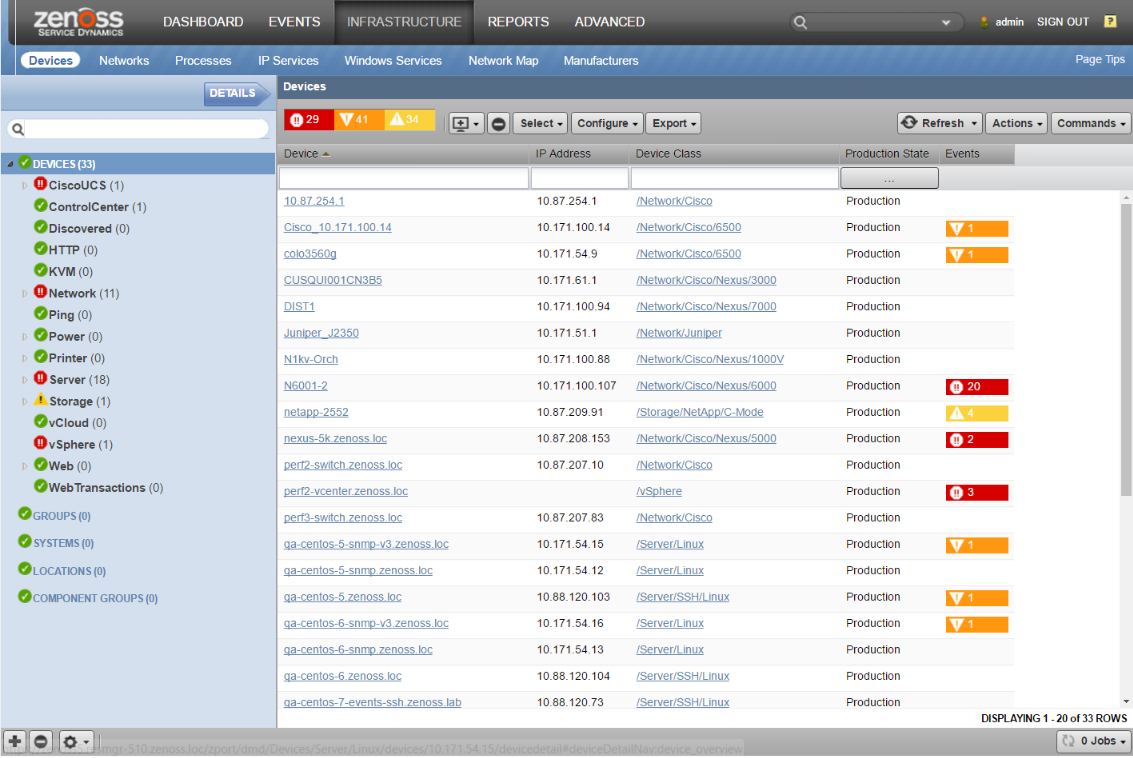 zenoss DASHBOARD EVENTS INFRASTRUCTURE REPORTS ADVANCED admin SIGN OUT ?
SERVICE DYNAMICS
Devices Networks Processes IP Services Windows Services Network Map Manufacturers Page Tips
DETAILS
DEVICES (33)
CiscoUCS (1)
ControlCenter (1)
Discovered (0)
HTTP (0)
KVM (0)
Network (11)
Ping (0)
Power (0)
Printer (0)
Server (18)
Storage (1)
vCloud (0)
vSphere (1)
Web (0)
WebTransactions (0)
GROUPS (0)
SYSTEMS (0)
LOCATIONS (0)
COMPONENT GROUPS (0)
Devices
29 41 34 Select Configure Export Refresh Actions Commands
Device IP Address Device Class Production State Events
...
10.87.254.1 10.87.254.1 /Network/Cisco Production
Cisco_10.171.100.14 10.171.100.14 /Network/Cisco/6500 Production 1
colo3560g 10.171.54.9 /Network/Cisco/6500 Production 1
CUSQUI001CN3B5 10.171.61.1 /Network/Cisco/Nexus/3000 Production
DIST1 10.171.100.94 /Network/Cisco/Nexus/7000 Production
Juniper_J2350 10.171.51.1 /Network/Juniper Production
N1kv-Orch 10.171.100.88 /Network/Cisco/Nexus/1000V Production
N6001-2 10.171.100.107 /Network/Cisco/Nexus/6000 Production 20
netapp-2552 10.87.209.91 /Storage/NetApp/C-Mode Production 4
nexus-5k.zenoss.loc 10.87.208.153 /Network/Cisco/Nexus/5000 Production 2
perf2-switch.zenoss.loc 10.87.207.10 /Network/Cisco Production
perf2-vcenter.zenoss.loc /vSphere Production 3
perf3-switch.zenoss.loc 10.87.207.83 /Network/Cisco Production
qa-centos-5-snmp-v3.zenoss.loc 10.171.54.15 /Server/Linux Production 1
qa-centos-5-snmp.zenoss.loc 10.171.54.12 /Server/Linux Production
qa-centos-5.zenoss.loc 10.88.120.103 /Server/SSH/Linux Production 1
qa-centos-6-snmp-v3.zenoss.loc 10.171.54.16 /Server/Linux Production 1
qa-centos-6-snmp.zenoss.loc 10.171.54.13 /Server/Linux Production
qa-centos-6.zenoss.loc 10.88.120.104 /Server/SSH/Linux Production
qa-centos-7-events-ssh.zenoss.lab 10.88.120.73 /Server/SSH/Linux Production
DISPLAYING 1 - 20 of 33 ROWS
smgr-510.zenoss.loc/zport/dmd/Devices/Server/Linux/devices/10.171.54.15/devicedetail#deviceDetailNav:device_overview
0 Jobs